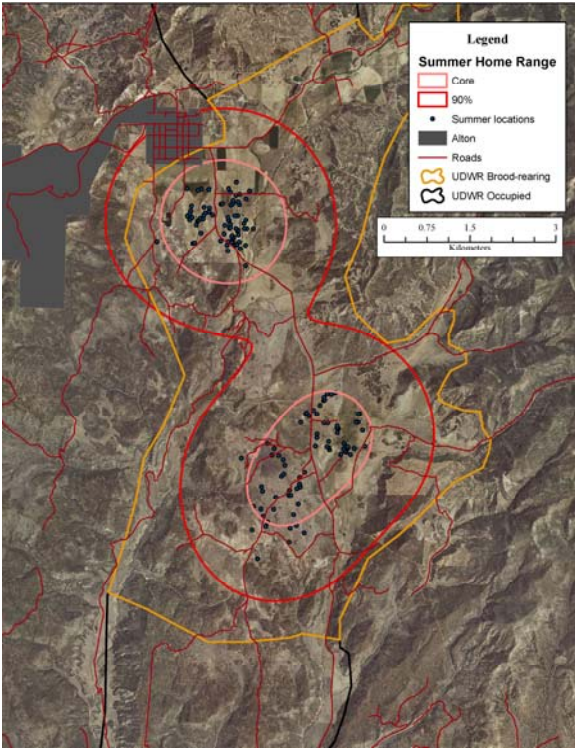 Legend
Summer Home Range
Core
90%
Summer locations
Alton
Roads
UDWR Brood-rearing
UDWR Occupied
0 0.75 1.5 3
Kilometers